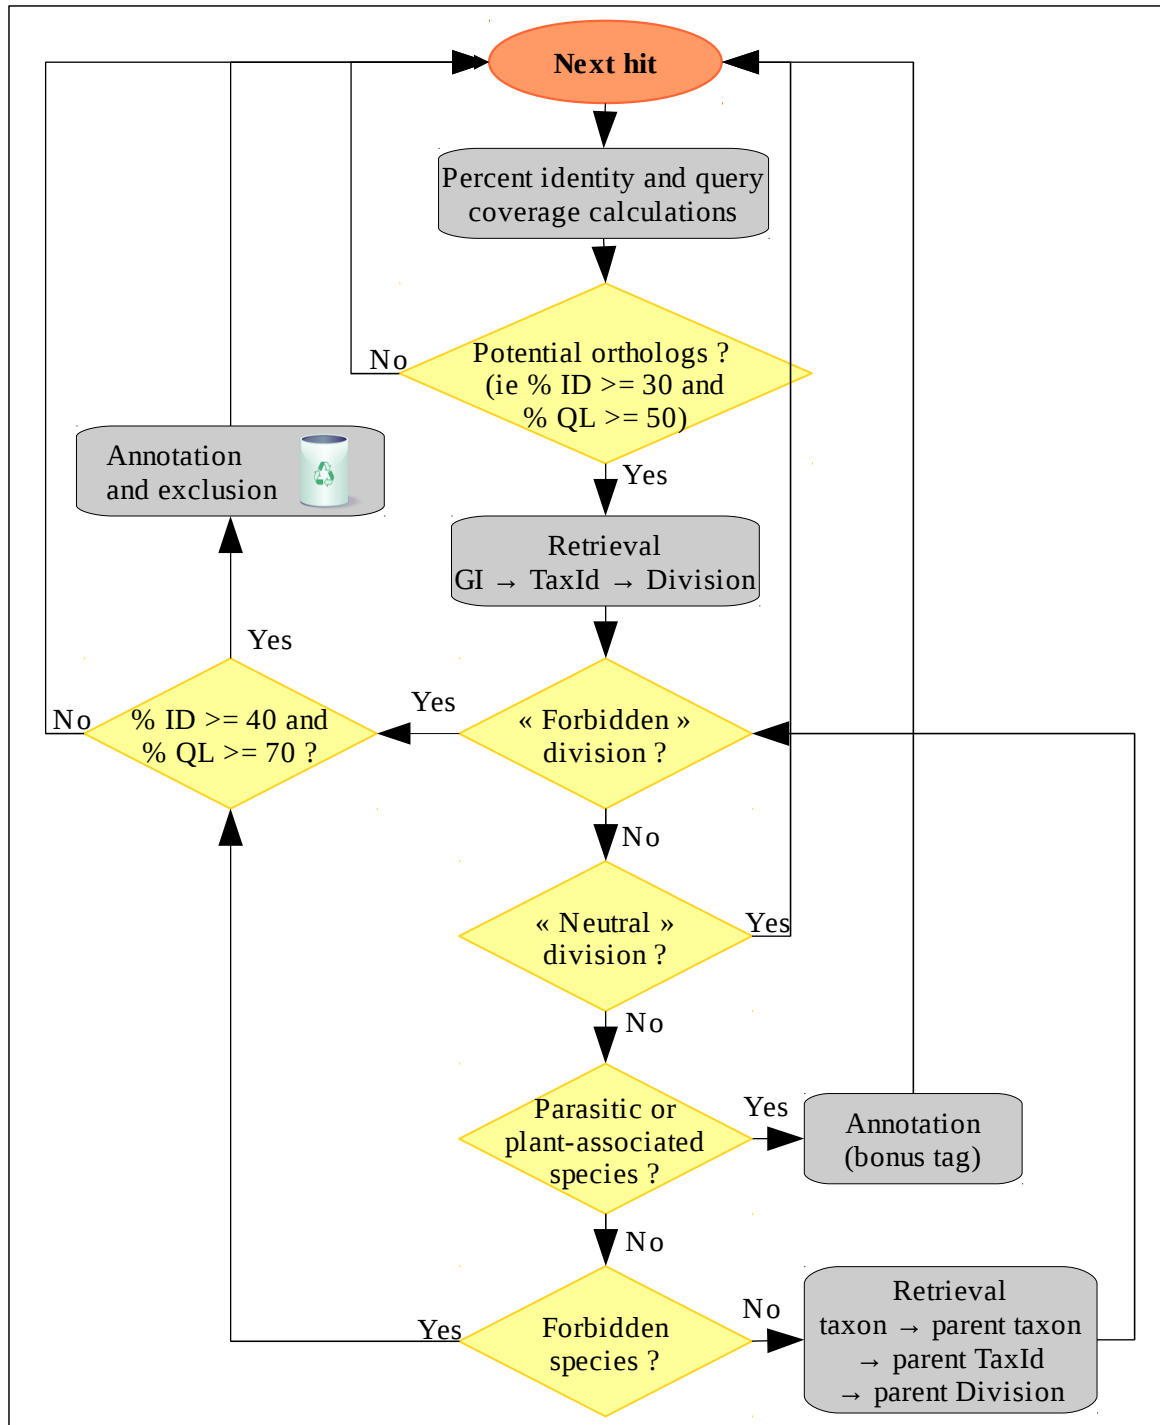 Next hit
Percent identity and query
coverage calculations
Potential orthologs ?
(ie % ID >= 30 and
% QL >= 50)
No
Yes
Annotation
and exclusion
Retrieval
GI → TaxId → Division
Yes
Yes
No
% ID >= 40 and
% QL >= 70 ?
« Forbidden »
division ?
No
« Neutral »
division ?
Yes
No
Parasitic or
plant-associated
species ?
Yes
Annotation
(bonus tag)
No
Yes
Forbidden
species ?
No
Retrieval
taxon → parent taxon
→ parent TaxId
→ parent Division